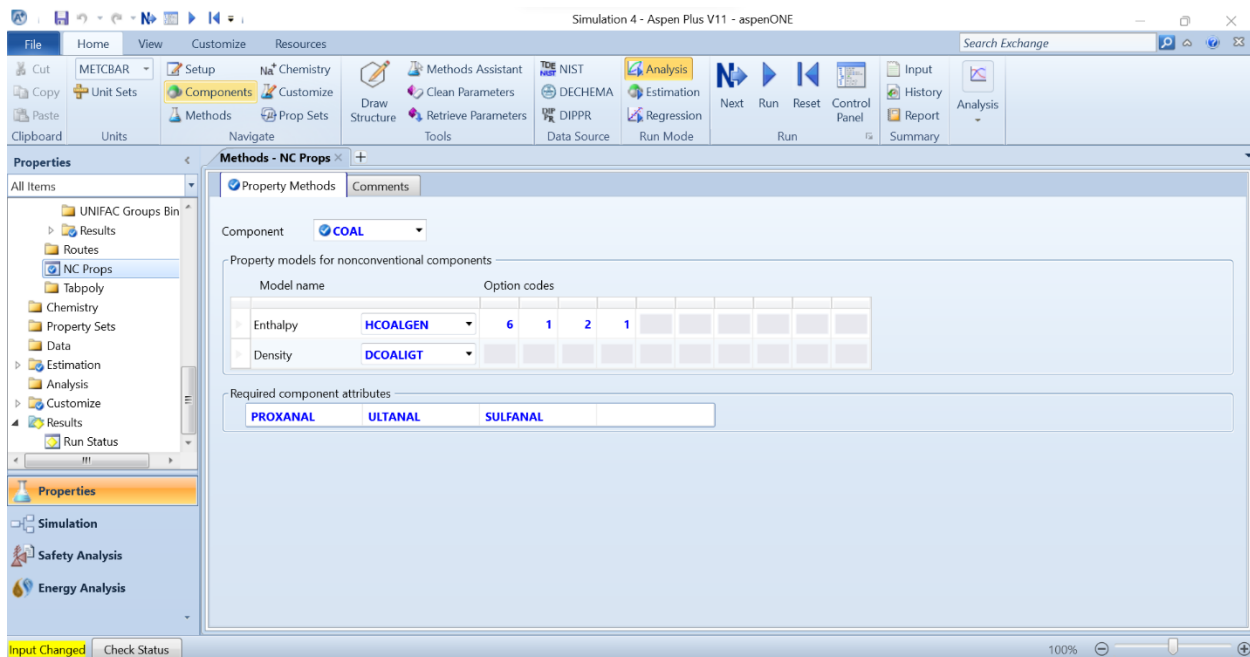 Simulation 4 - Aspen Plus V11 - aspenONE
File Home View Customize Resources Search Exchange
Cut METCBAR Setup Na+ Chemistry Methods Assistant NIST Analysis Input
Copy Unit Sets Components Customize Clean Parameters DECHEMA Estimation History
Paste Methods Prop Sets Draw Structure Retrieve Parameters DIPPR Regression Next Run Reset Control Panel Report Analysis
Clipboard Units Navigate Tools Data Source Run Mode Run Summary
Properties Methods - NC Props
All Items Property Methods Comments
UNIFAC Groups Bin
Results
Routes
NC Props
Tabpoly
Chemistry
Property Sets
Data
Estimation
Analysis
Customize
Results
Run Status
Component COAL
Property models for nonconventional components
Model name Option codes
Enthalpy HCOALGEN 6 1 2 1
Density DCOALIGT
Required component attributes
PROXANAL ULTANAL SULFANAL
Properties
Simulation
Safety Analysis
Energy Analysis
Input Changed Check Status 100%